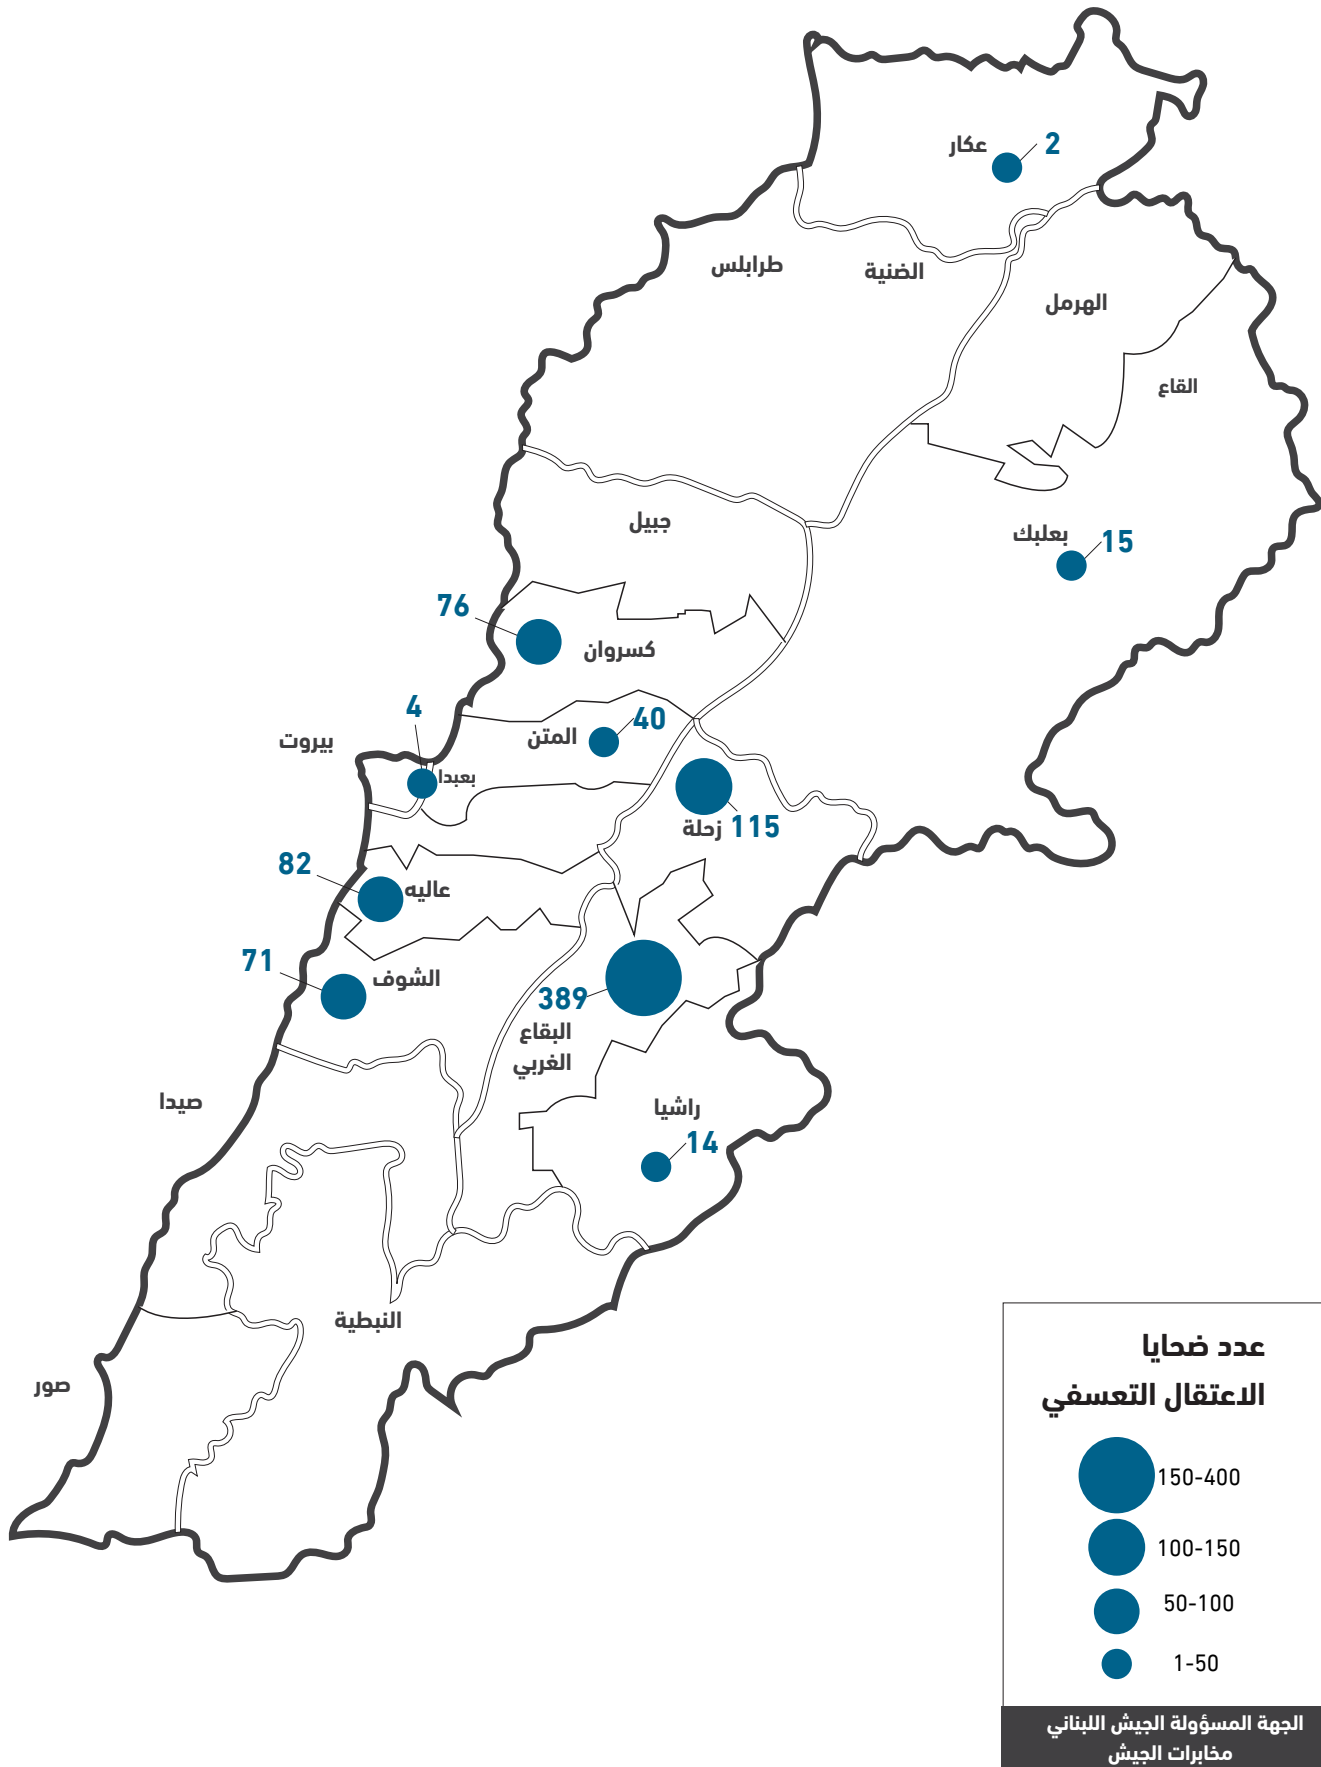 عكار
2
طرابلس
الضنية
الهرمل
القاع
جبيل
بعلبك
15
76
كسروان
4
40
المتن
بيروت
بعبدا
115
زحلة
82
عاليه
71
الشوف
389
البقاع
الغربي
صيدا
راشيا
14
النبطية
صور
عدد ضحايا
الاعتقال التعسفي
150-400
100-150
50-100
1-50
الجهة المسؤولة الجيش اللبناني
مخابرات الجيش